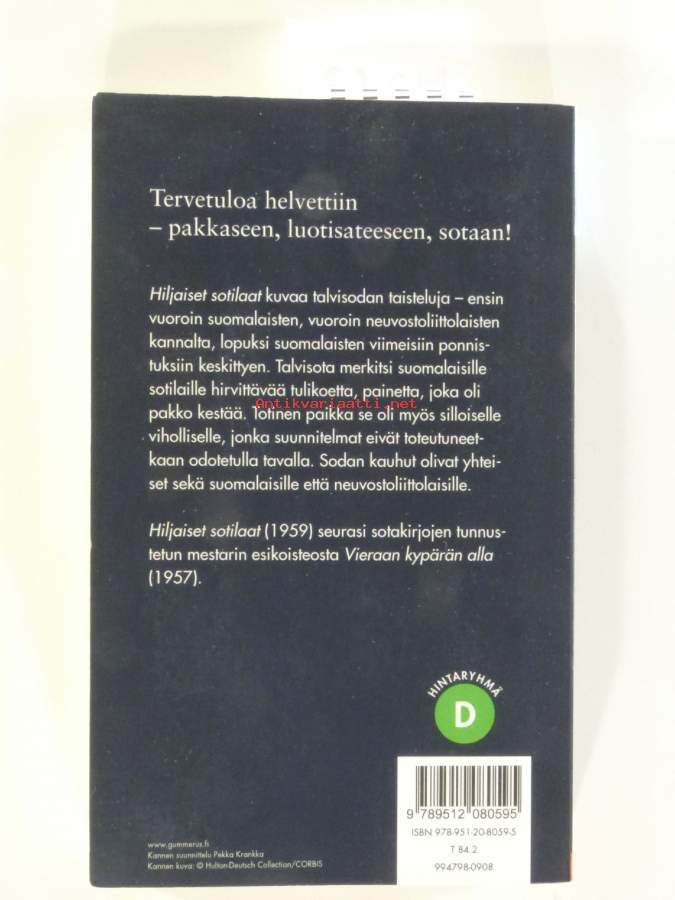 Tervetuloa helvettiin
– pakkaseen, luotisateeseen, sotaan!
Hiljaiset sotilaat kuvaa talvisodan taisteluja – ensin
vuoroin suomalaisten, vuoroin neuvostoliittolaisten
kannalta, lopuksi suomalaisten viimeisiin ponnis-
tuksiin keskittyen. Talvisota merkitsi suomalaisille
sotilaille hirvittävää tulikoetta, painetta, joka oli
pakko kestää. Totinen paikka se oli myös silloiselle
Antikvariaatti.net
viholliselle, jonka suunnitelmat eivät toteutuneet-
kaan odotetulla tavalla. Sodan kauhut olivat yhtei-
set sekä suomalaisille että neuvostoliittolaisille.
Hiljaiset sotilaat (1959) seurasi sotakirjojen tunnus-
tetun mestarin esikoisteosta Vieraan kypärän alla
(1957).
HINTARYHMÄ
D
9 789512 080595
ISBN 978-951-20-8059-5
T 84.2
994798-0908
www.gummerus.fi
Kannen suunnittelu Pekka Krankka
Kannen kuva: © Hulton-Deutsch Collection/CORBIS